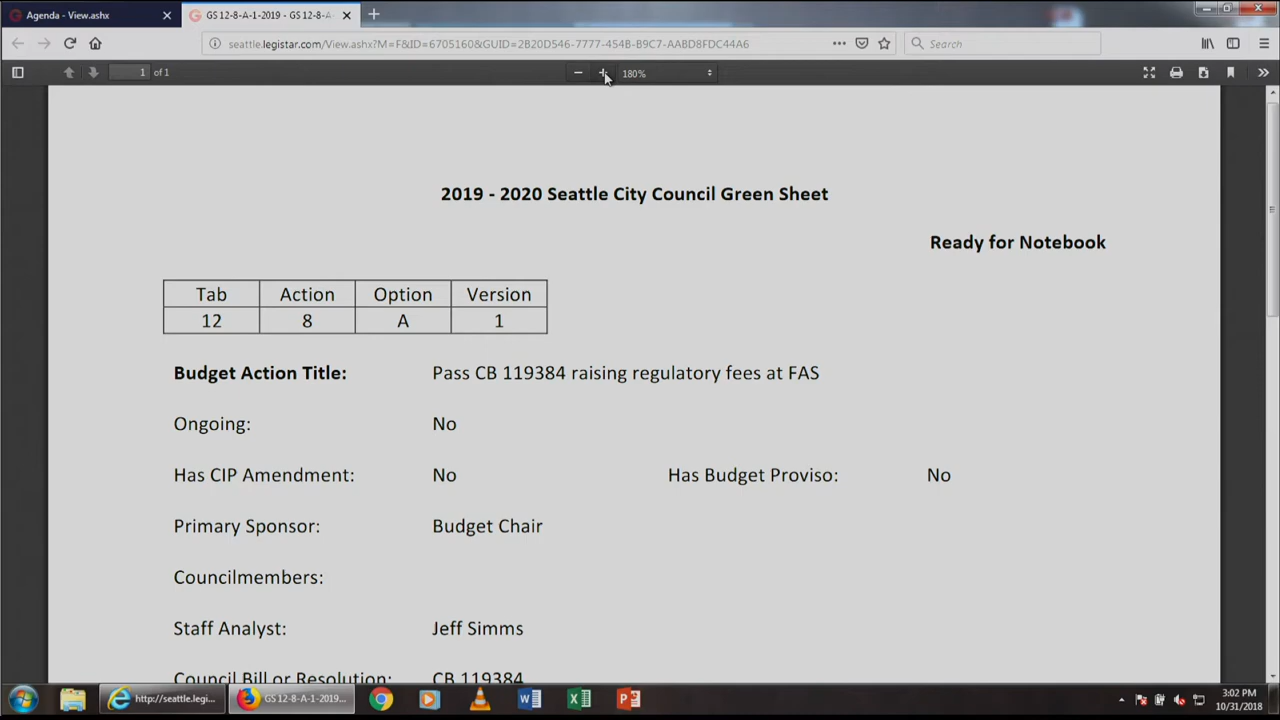 Agenda - View.ashx
GS 12-8-A-1-2019 - GS 12-8-A-
seattle.legistar.com/View.ashx?M=F&ID=6705160&GUID=2B20D546-7777-454B-B9C7-AABD8FDC44A6
Search
1 of 1
180%
2019 - 2020 Seattle City Council Green Sheet
Ready for Notebook
Tab Action Option Version
12 8 A 1
Budget Action Title: Pass CB 119384 raising regulatory fees at FAS
Ongoing: No
Has CIP Amendment: No Has Budget Proviso: No
Primary Sponsor: Budget Chair
Councilmembers:
Staff Analyst: Jeff Simms
Council Bill or Resolution: CB 119384
http://seattle.legi...
GS 12-8-A-1-2019...
3:02 PM
10/31/2018